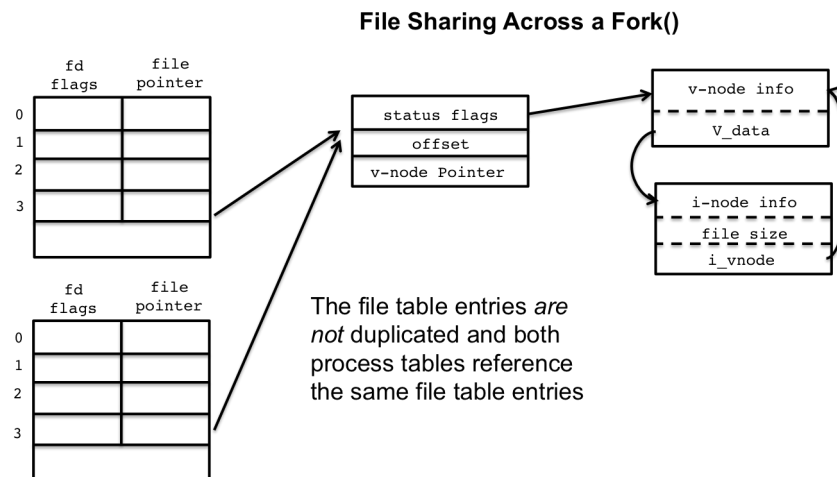 File Sharing Across a Fork()
fd flags
file pointer
0
1
2
3
status flags
offset
v-node Pointer
v-node info
V_data
i-node info
file size
i_vnode
fd flags
file pointer
0
1
2
3
The file table entries are
not duplicated and both
process tables reference
the same file table entries